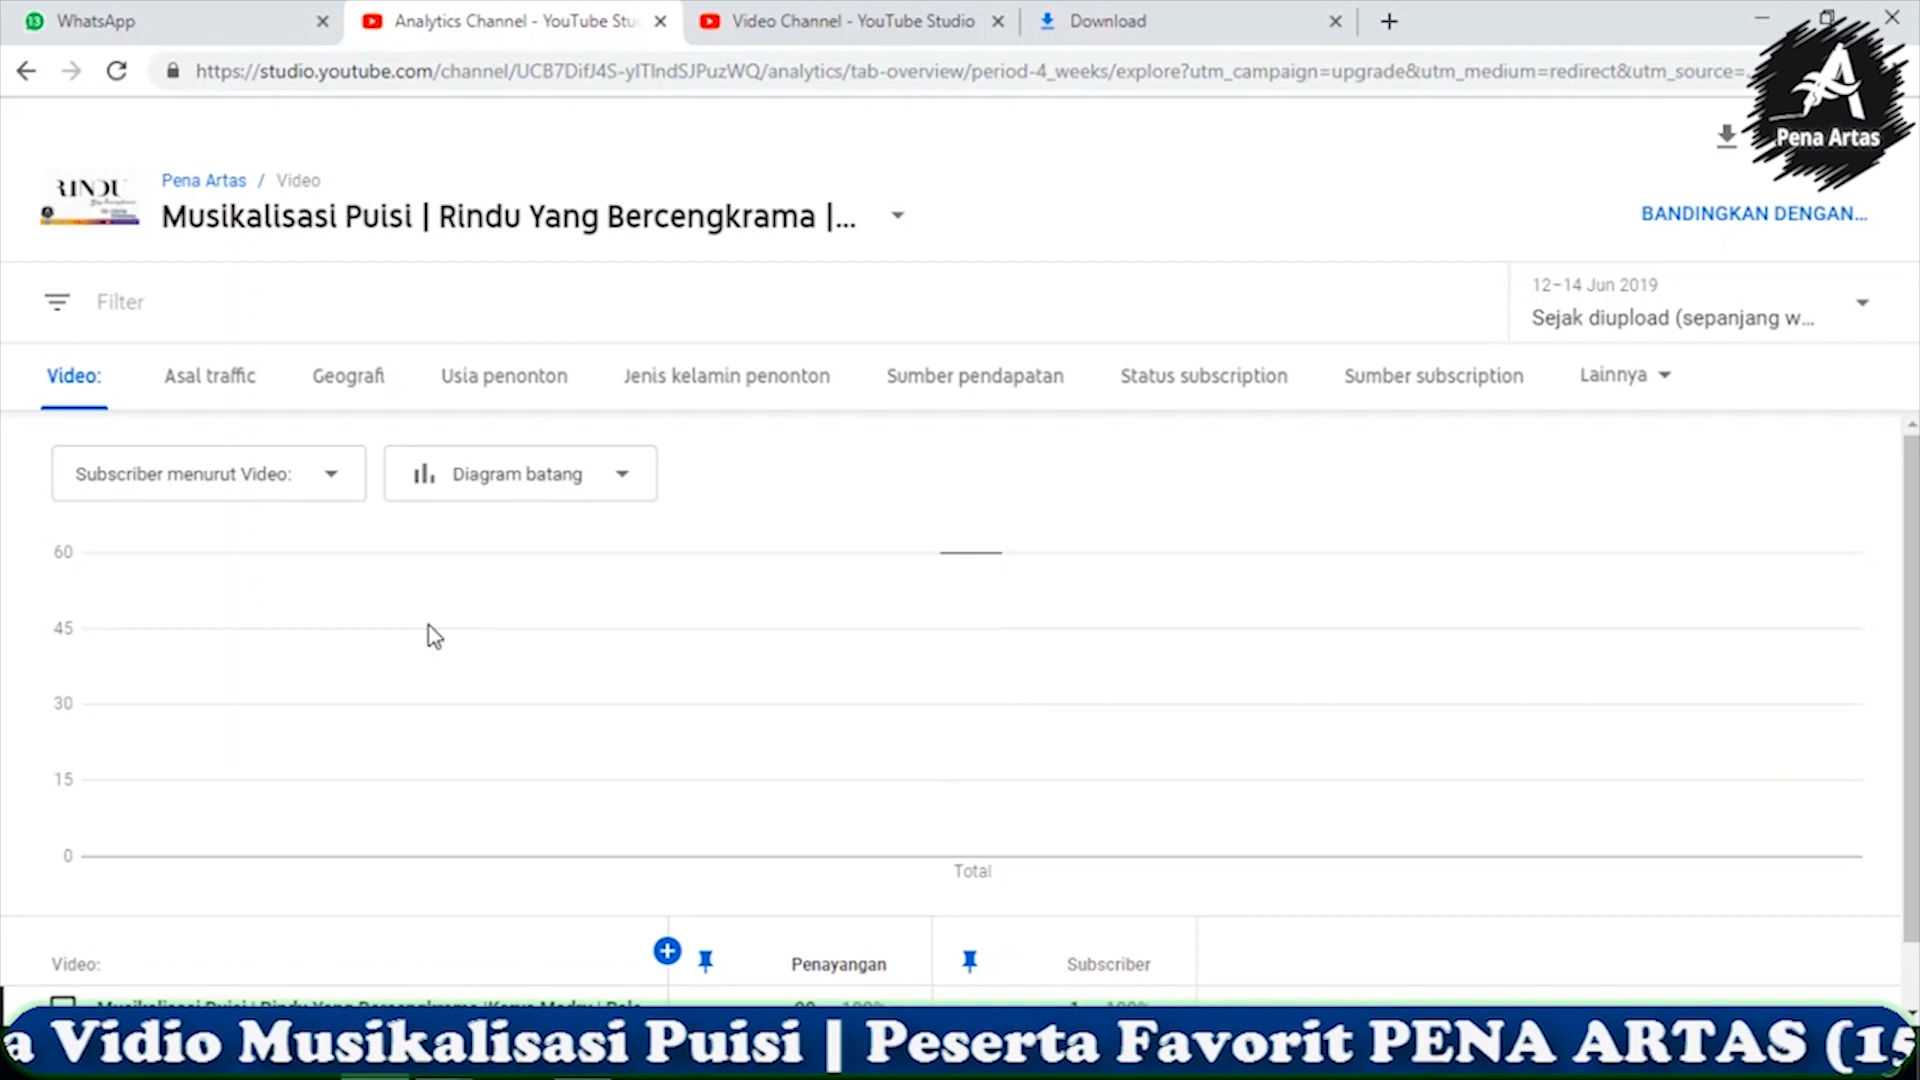 WhatsApp
Analytics Channel - YouTube Stu
Video Channel - YouTube Studio
Download
https://studio.youtube.com/channel/UCB7DifJ4S-yITIndSJPuzWQ/analytics/tab-overview/period-4_weeks/explore?utm_campaign=upgrade&utm_medium=redirect&utm_source=
Pena Artas
RINDU
Pena Artas / Video
Musikalisasi Puisi | Rindu Yang Bercengkrama |...
BANDINGKAN DENGAN...
Filter
12–14 Jun 2019
Sejak diupload (sepanjang w...
Video:
Asal traffic
Geografi
Usia penonton
Jenis kelamin penonton
Sumber pendapatan
Status subscription
Sumber subscription
Lainnya
Subscriber menurut Video:
Diagram batang
60
45
30
15
0
Total
Video:
Penayangan
Subscriber
a Vidio Musikalisasi Puisi | Peserta Favorit PENA ARTAS (15